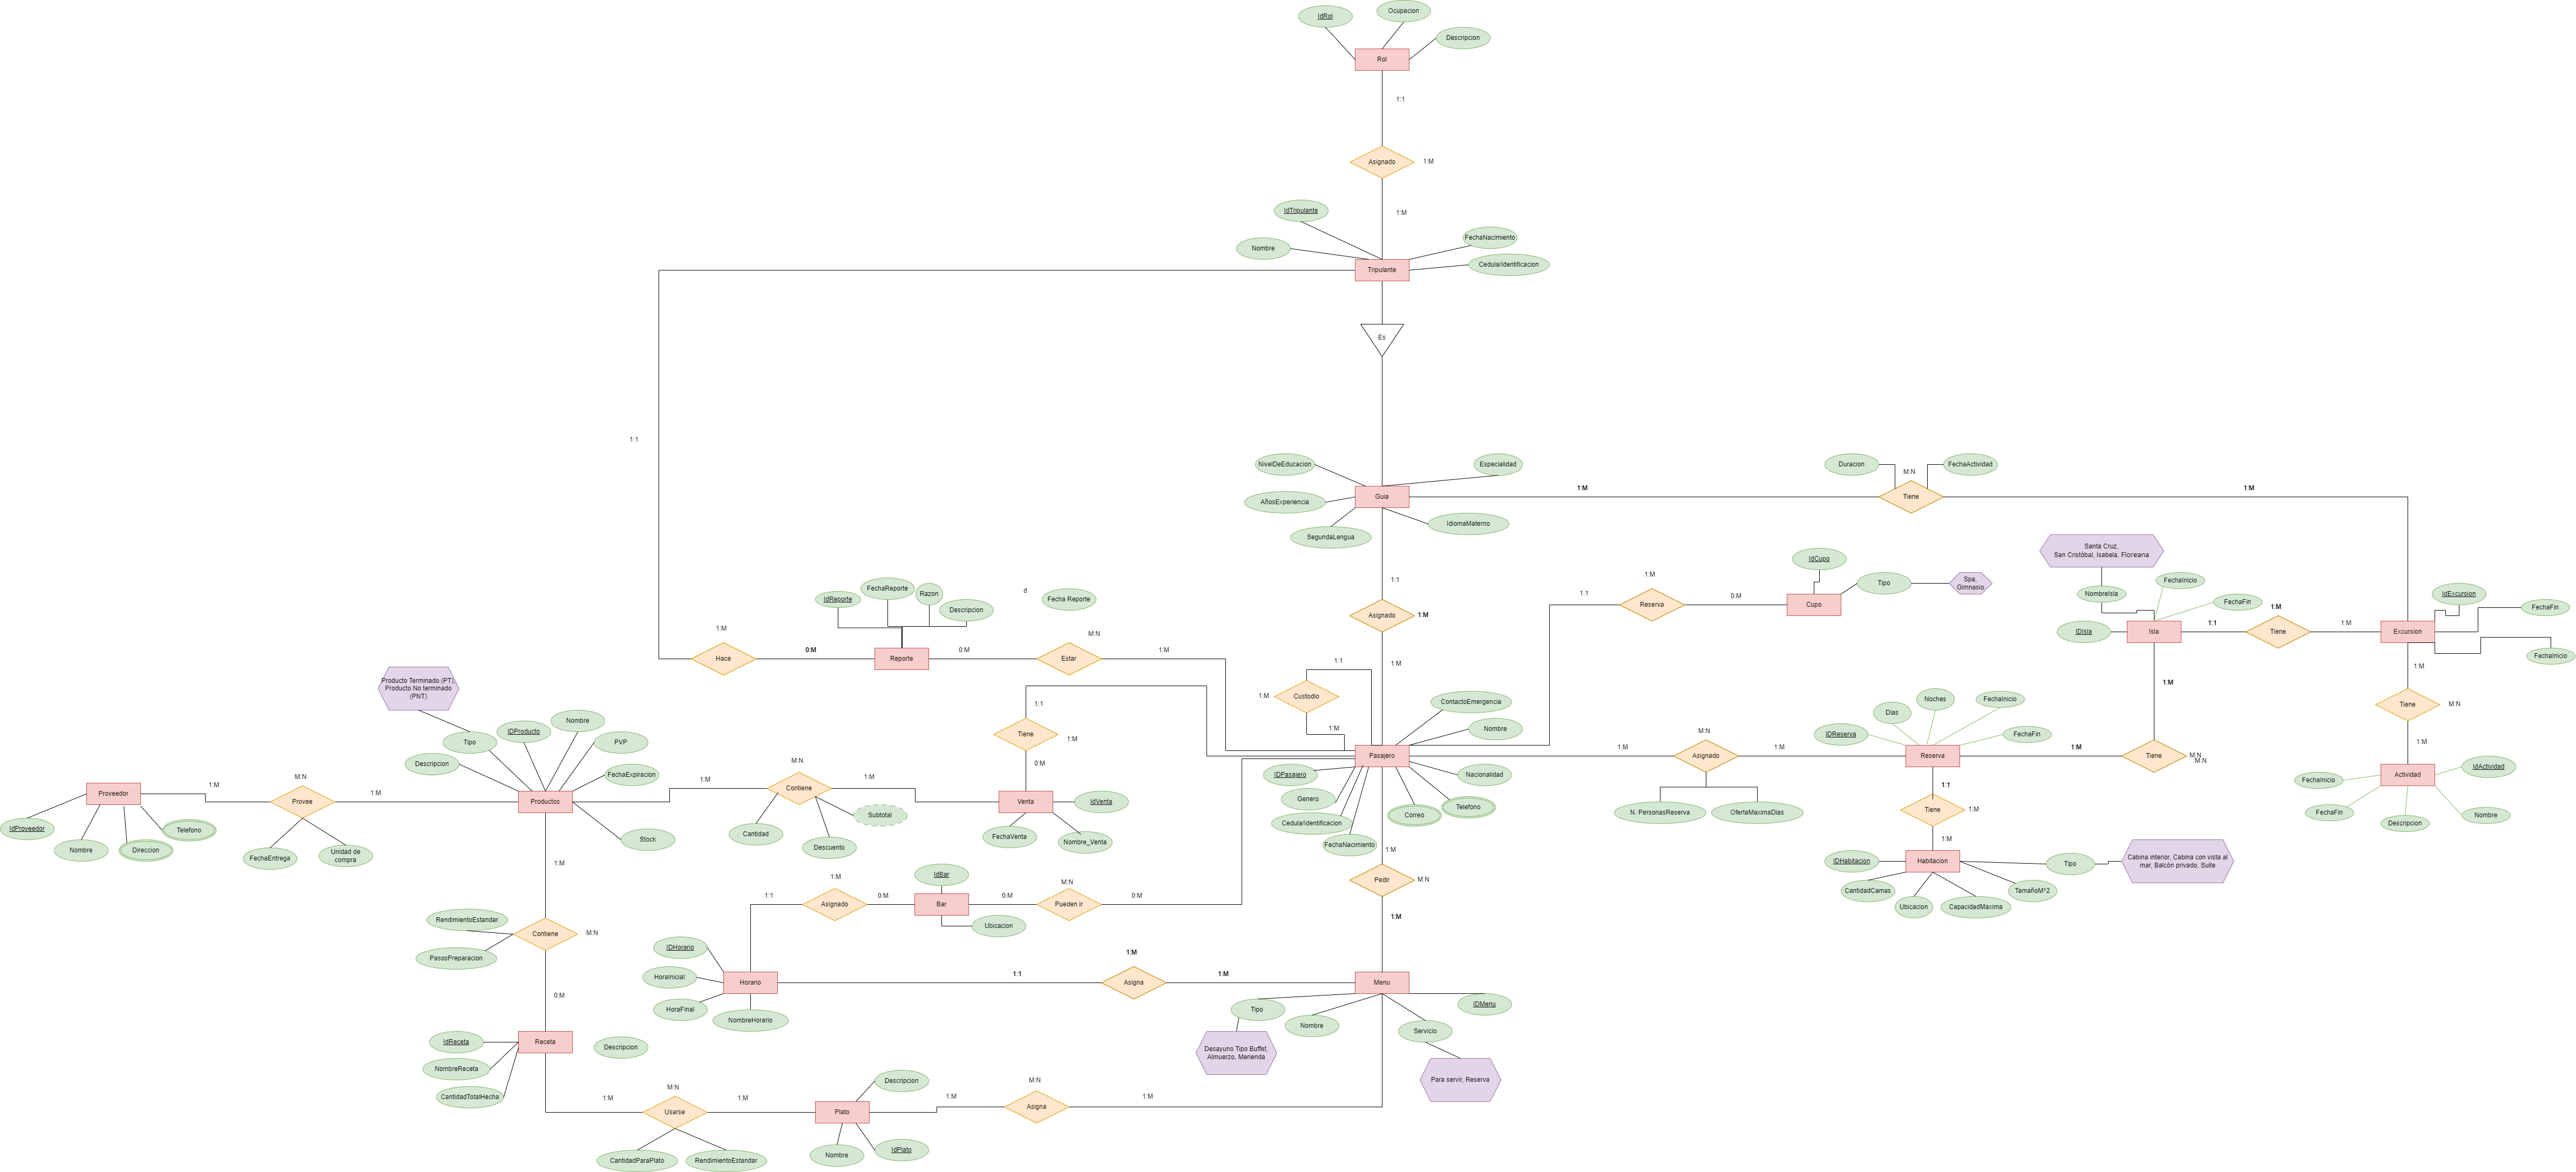 Ocupacion
IdRol
Descripcion
Rol
1:1
Asignado
1:M
IdTripulante
1:M
FechaNacimiento
Nombre
Cedula/Identificacion
Tripulante
Es
1:1
NivelDeEducacion
Especialidad
Duracion
M:N
FechaActividad
1:M
1:M
Guia
Tiene
AñosExperiencia
IdiomaMaterno
SegundaLengua
Santa Cruz,
San Cristóbal, Isabela, Floreana
IdCupo
1:1
1:M
Tipo
Spa,
Gimnasio
FechaInicio
NombreIsla
IdExcursion
FechaReporte
Razon
d
IdReporte
Fecha Reporte
Descripcion
1:1
Reserva
0:M
Cupo
FechaFin
1:M
FechaFin
Asignado
1:M
1:M
M:N
IDIsla
Isla
1:1
Tiene
1:M
Excursion
0:M
0:M
1:M
Hace
Reporte
Estar
1:M
1:1
FechaInicio
1:M
Producto Terminado (PT),
Producto No terminado
(PNT)
1:M
Custodio
1:M
1:M
ContactoEmergencia
Noches
FechaInicio
Tiene
M:N
1:1
Nombre
IDProducto
Tipo
PVP
Tiene
1:M
1:M
Nombre
M:N
Dias
IDReserva
FechaFin
1:M
1:M
1:M
1:M
Pasajero
Asignado
Reserva
Tiene
M:N
M:N
Descripcion
M:N
0:M
IDPasajero
Nacionalidad
IdActividad
FechaExpiracion
FechaInicio
Actividad
M:N
1:M
1:M
1:M
1:M
Contiene
1:1
Proveedor
Provee
Productos
Venta
IdVenta
Genero
Telefono
Tiene
1:M
N. PersonasReserva
OfertaMaximaDias
FechaFin
Nombre
Subtotal
Correo
Cedula/Identificacion
Descripcion
IdProveedor
Telefono
Cantidad
FechaVenta
Nombre_Venta
FechaNacimiento
1:M
Stock
Nombre
Direccion
FechaEntrega
Unidad de
compra
Descuento
1:M
1:M
IDHabitacion
Habitacion
Tipo
Cabina interior, Cabina con vista al
mar, Balcón privado, Suite
IdBar
1:M
M:N
Pedir
M:N
CantidadCamas
TamañoM^2
1:1
0:M
0:M
0:M
Asignado
Bar
Pueden ir
Ubicacion
CapacidadMaxima
RendimientoEstandar
1:M
Ubicacion
Contiene
M:N
IDHorario
1:M
PasosPreparacion
1:1
1:M
HoraInicial
Horario
Asigna
Menu
0:M
IDMenu
HoraFinal
NombreHorario
Tipo
Nombre
Servicio
IdReceta
Receta
Descripcion
Desayuno Tipo Buffet,
Almuerzo, Merienda
NombreReceta
Para servir, Reserva
Descripcion
M:N
M:N
CantidadTotalHecha
1:M
1:M
1:M
1:M
Usarse
Plato
Asigna
Nombre
IdPlato
CantidadParaPlato
RendimientoEstandar